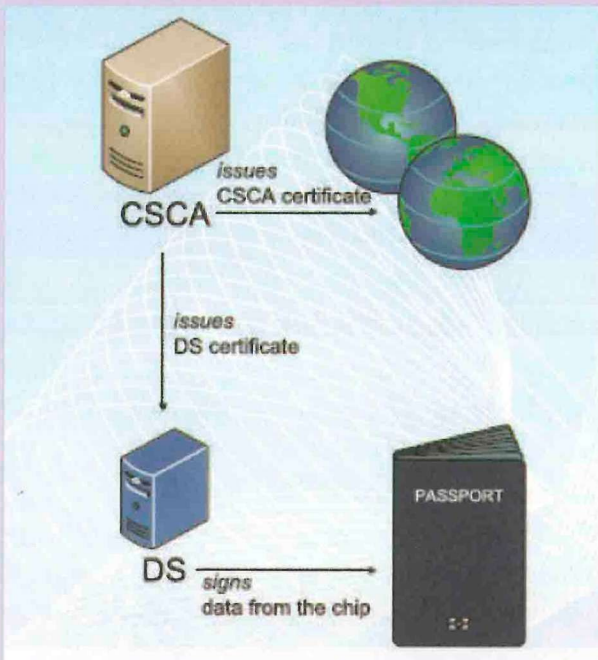 issues
CSCA certificate
CSCA
issues
DS certificate
PASSPORT
DS
signs
data from the chip